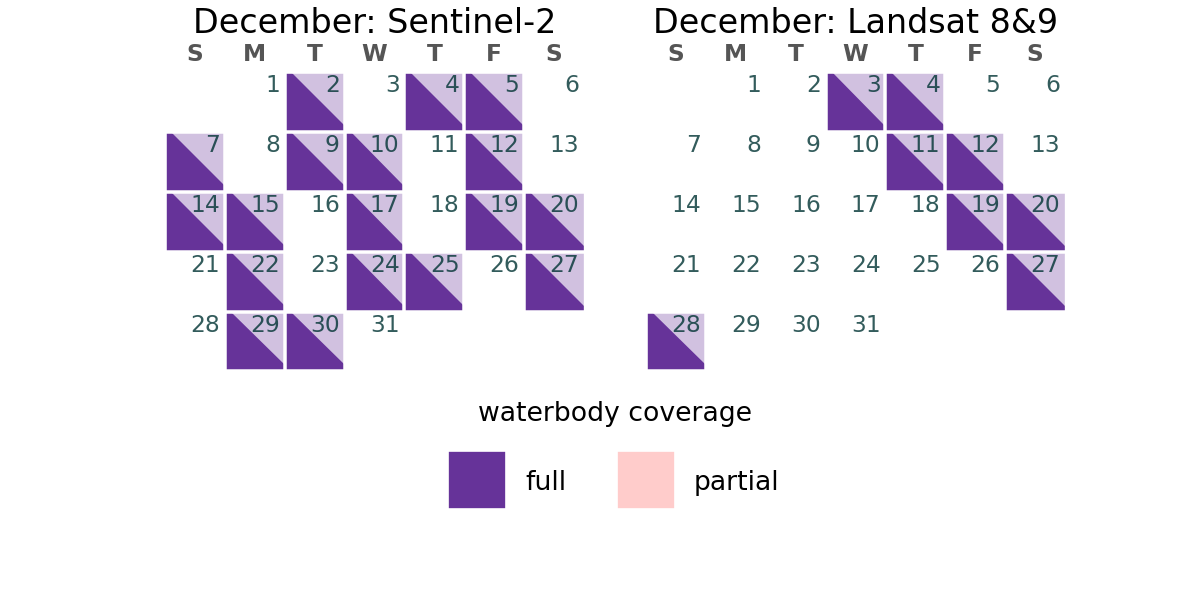 December: Sentinel-2
S M T W T F S
1 2 3 4 5 6
7 8 9 10 11 12 13
14 15 16 17 18 19 20
21 22 23 24 25 26 27
28 29 30 31
December: Landsat 8&9
S M T W T F S
1 2 3 4 5 6
7 8 9 10 11 12 13
14 15 16 17 18 19 20
21 22 23 24 25 26 27
28 29 30 31
waterbody coverage
full partial